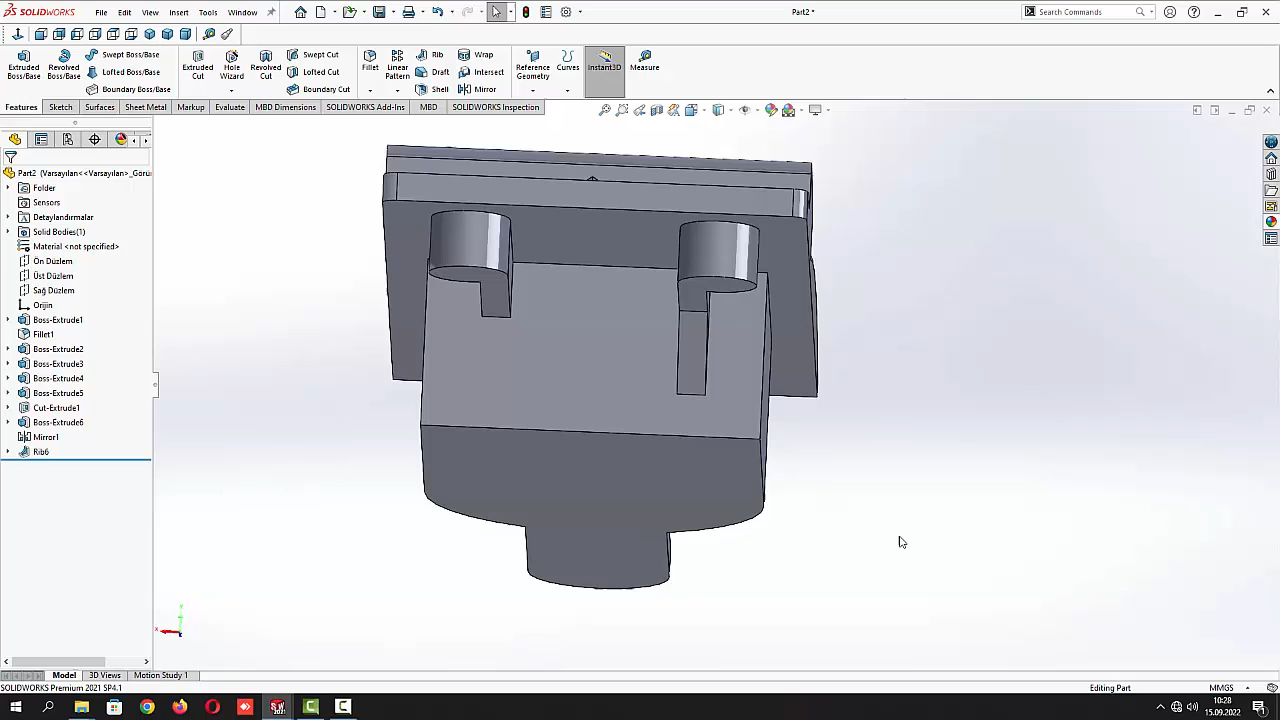 SOLIDWORKS File Edit View Insert Tools Window Part2 * Search Commands
Extruded Boss/Base
Revolved Boss/Base
Swept Boss/Base
Lofted Boss/Base
Boundary Boss/Base
Extruded Cut
Hole Wizard
Revolved Cut
Swept Cut
Lofted Cut
Boundary Cut
Fillet
Linear Pattern
Rib
Draft
Shell
Wrap
Intersect
Mirror
Reference Geometry
Curves
Instant3D
Measure
Features Sketch Surfaces Sheet Metal Markup Evaluate MBD Dimensions SOLIDWORKS Add-Ins MBD SOLIDWORKS Inspection
Part2 (Varsayılan<<Varsayılan>_Görün
Folder
Sensors
Detaylandırmalar
Solid Bodies(1)
Material <not specified>
Ön Düzlem
Üst Düzlem
Sağ Düzlem
Orijin
Boss-Extrude1
Fillet1
Boss-Extrude2
Boss-Extrude3
Boss-Extrude4
Boss-Extrude5
Cut-Extrude1
Boss-Extrude6
Mirror1
Rib6
Model 3D Views Motion Study 1
SOLIDWORKS Premium 2021 SP4.1 Editing Part MMGS
10:28
15.09.2022